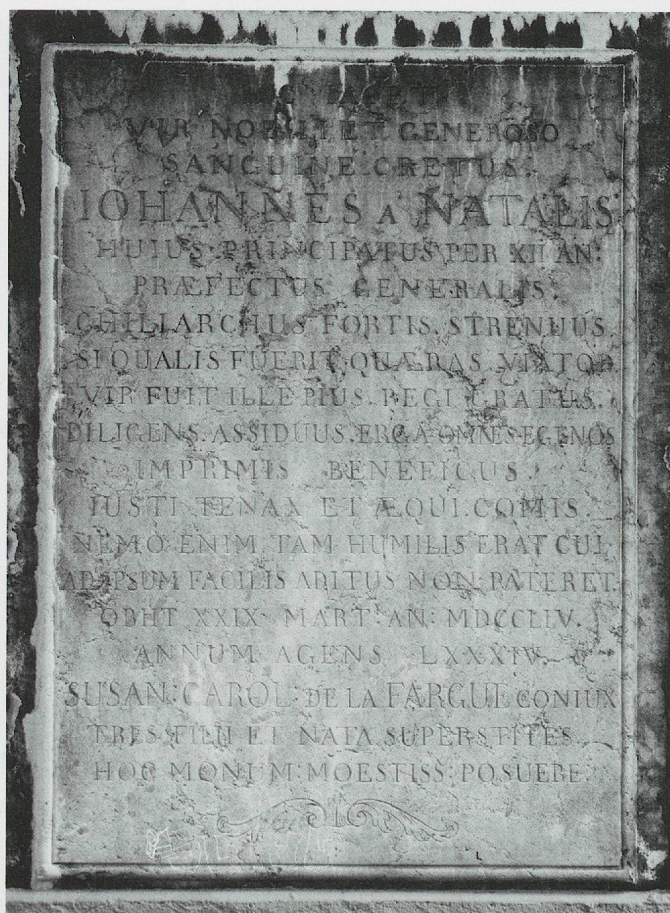 VIR NOBILI ET GENEROSO
SANGUINE CRETUS.
IOHANNES A NATALIS
HUIUS PRINCIPATUS PER XII AN:
PRÆFECTUS GENERALIS.
CHILIARCHUS FORTIS. STRENUUS.
SI QUALIS FUERIT, QUÆRAS, VIATOR
VIR FUIT ILLE PIUS. REGI GRATUS.
DILIGENS. ASSIDUUS. ERGA OMNES EGENOS
IMPRIMIS BENEFICUS.
IUSTI TENAX ET ÆQUI. COMIS.
NEMO ENIM TAM HUMILIS ERAT CUI
AD IPSUM FACILIS ADITUS NON PATERET.
OBIIT XXIX MART: AN: MDCCLIV.
ANNUM AGENS LXXXIV.
SUSAN: CAROL: DE LA FARGUE CONIUX
TRES FILII ET NATA SUPERSTITES
HOC MONUM: MOESTISS: POSUERE.